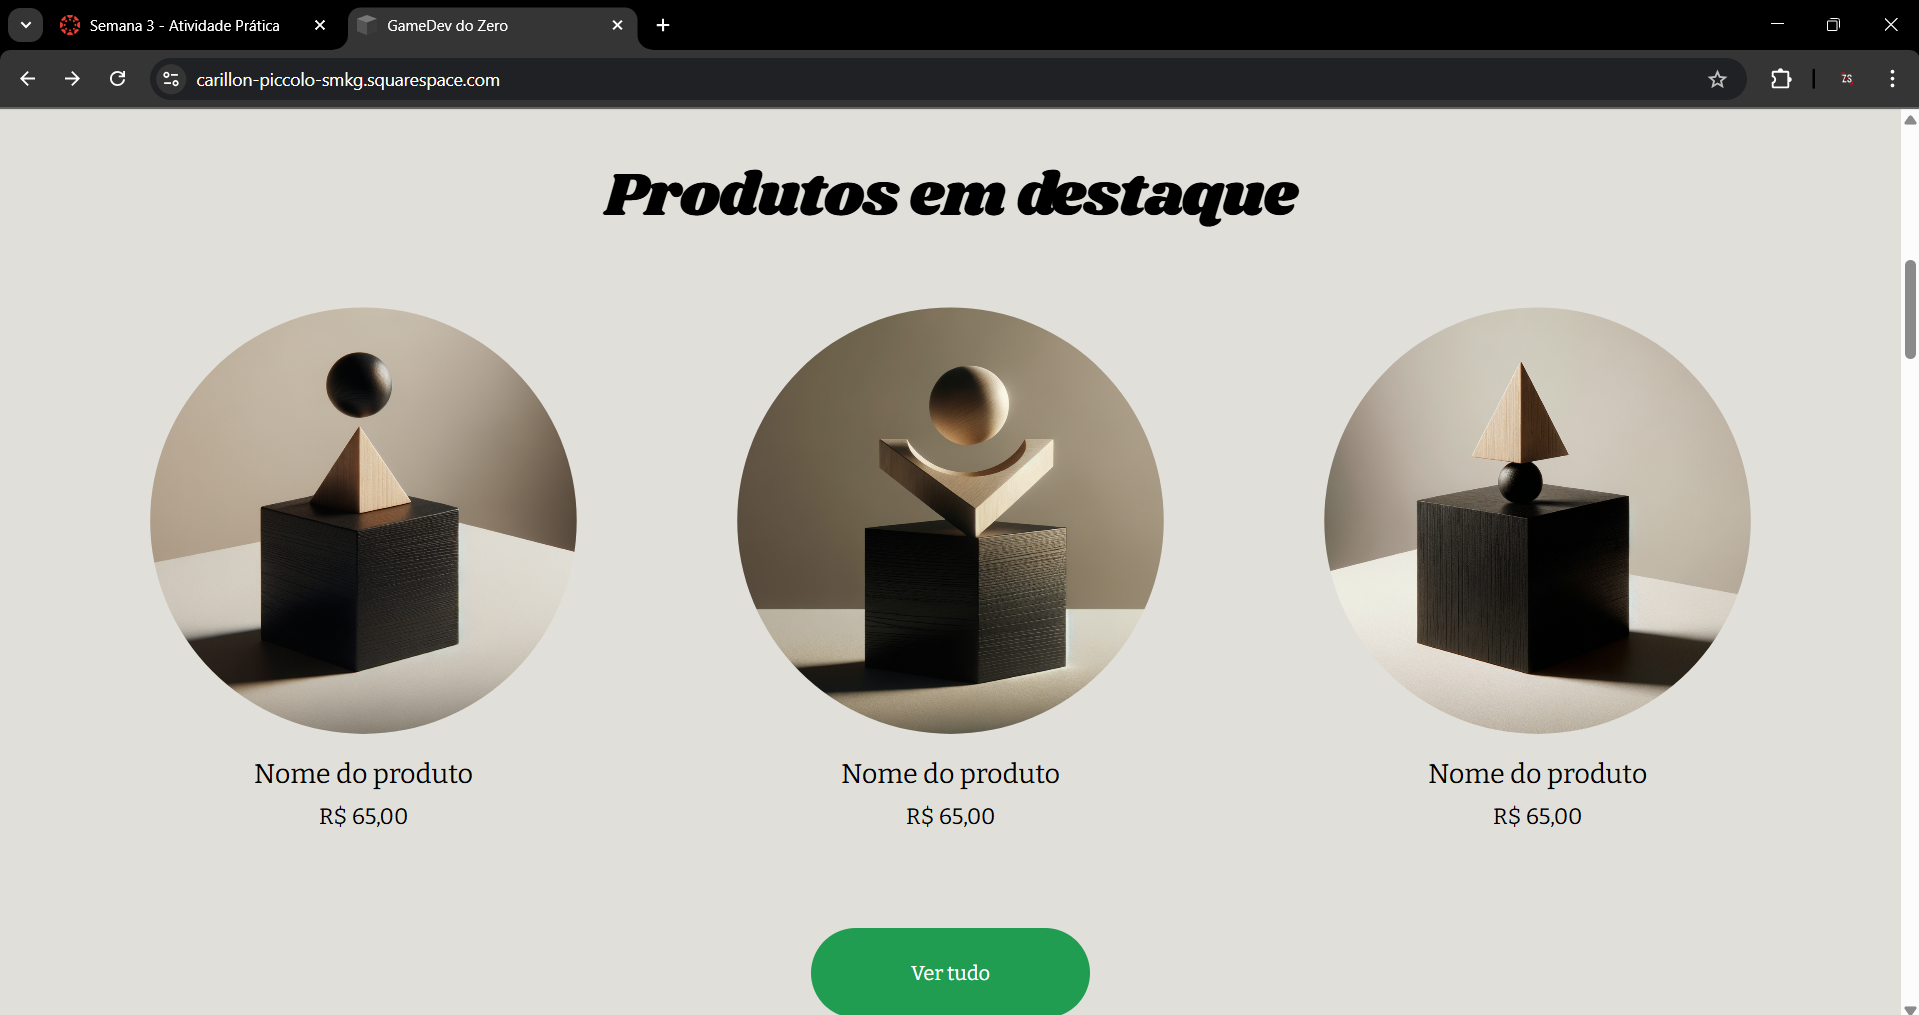 Semana 3 - Atividade Prática
GameDev do Zero
carillon-piccolo-smkg.squarespace.com
ZS
Produtos em destaque
Nome do produto
R$ 65,00
Nome do produto
R$ 65,00
Nome do produto
R$ 65,00
Ver tudo